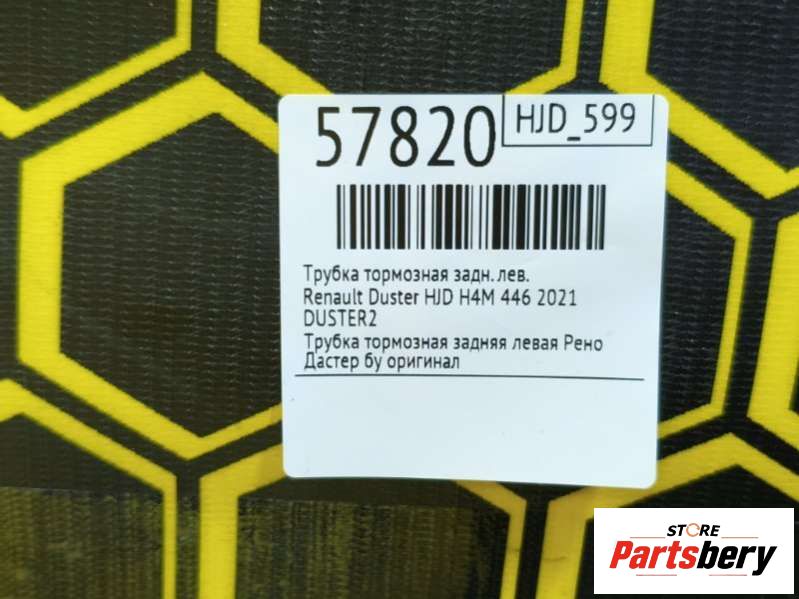 57820
HJD_599
Трубка тормозная задн. лев.
Renault Duster HJD H4M 446 2021
DUSTER2
Трубка тормозная задняя левая Рено
Дастер бу оригинал
STORE
Partsbery